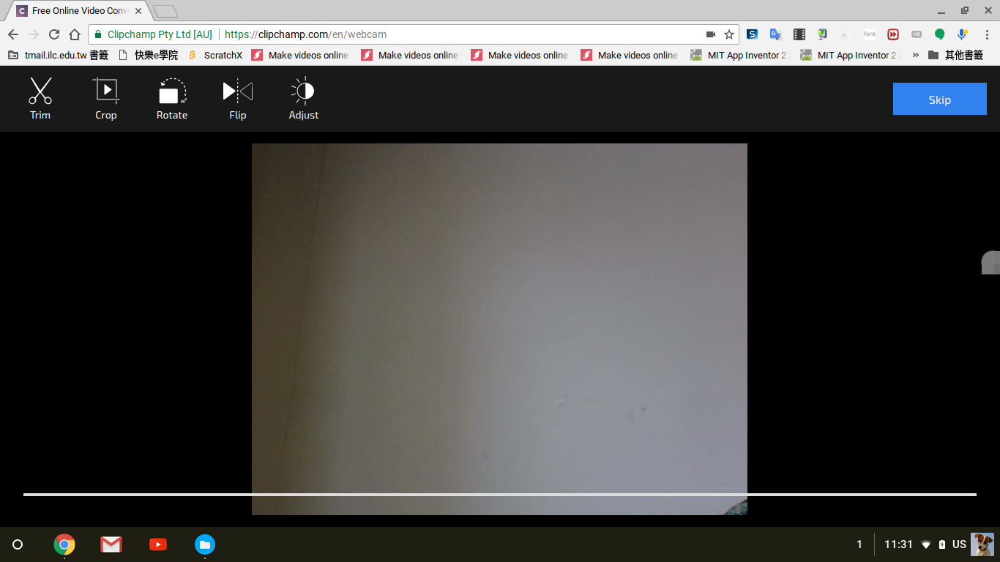 Free Online Video Conv
Clipchamp Pty Ltd [AU] https://clipchamp.com/en/webcam
tmail.ilc.edu.tw 書籤 快樂e學院 ScratchX Make videos online Make videos online Make videos online Make videos online MIT App Inventor 2 MIT App Inventor 2 » 其他書籤
Trim Crop Rotate Flip Adjust
Skip
1 11:31 US